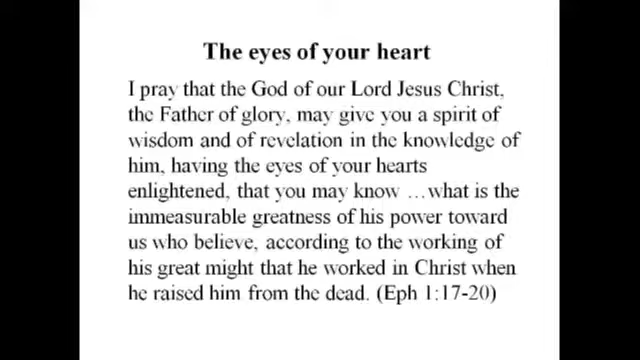 The eyes of your heart
I pray that the God of our Lord Jesus Christ,
the Father of glory, may give you a spirit of
wisdom and of revelation in the knowledge of
him, having the eyes of your hearts
enlightened, that you may know …what is the
immeasurable greatness of his power toward
us who believe, according to the working of
his great might that he worked in Christ when
he raised him from the dead. (Eph 1:17-20)